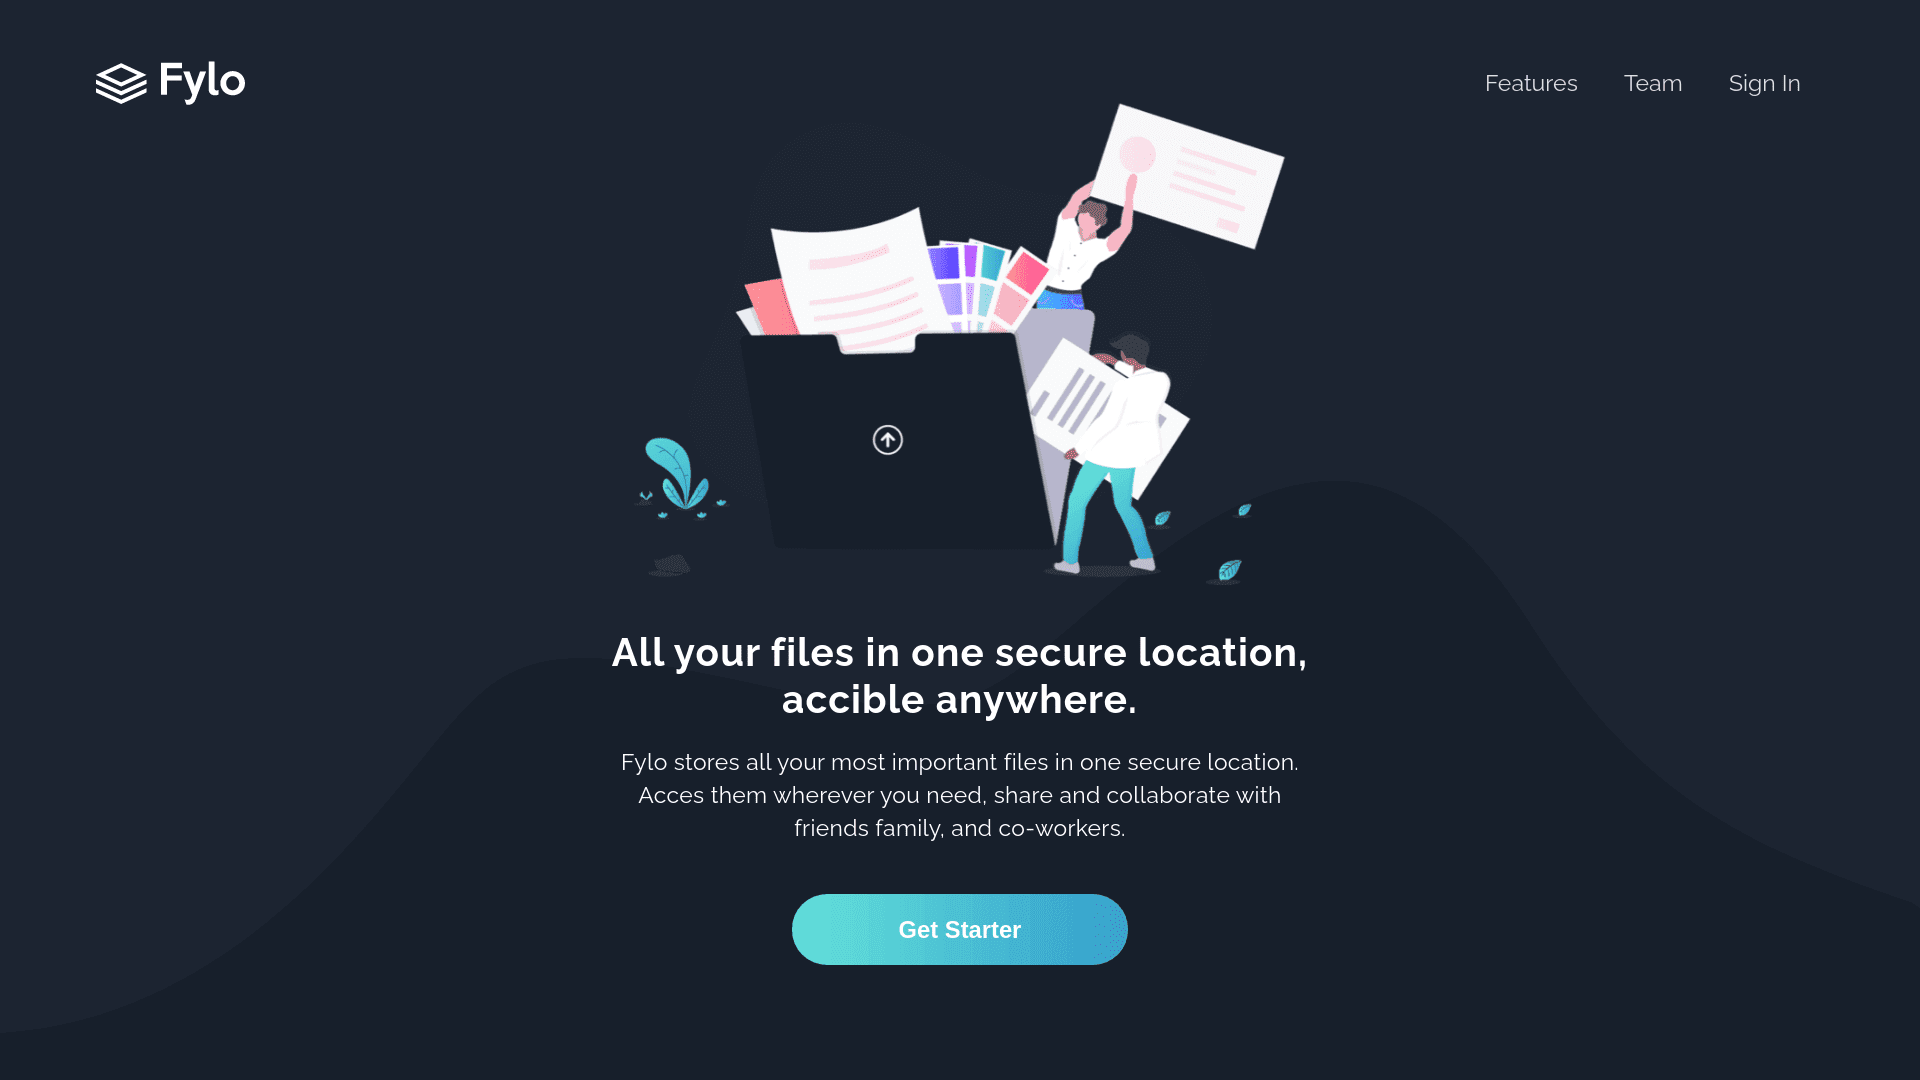 Fylo
Features
Team
Sign In
All your files in one secure location,
accible anywhere.
Fylo stores all your most important files in one secure location.
Acces them wherever you need, share and collaborate with
friends family, and co-workers.
Get Starter